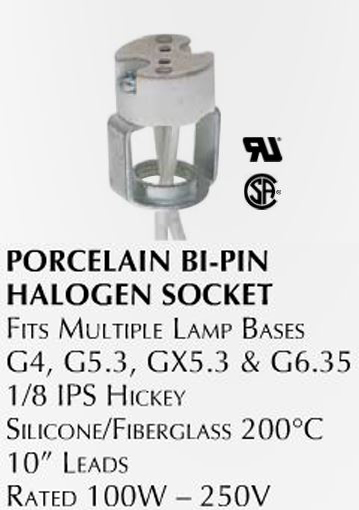 PORCELAIN BI-PIN
HALOGEN SOCKET
FITS MULTIPLE LAMP BASES
G4, G5.3, GX5.3 & G6.35
1/8 IPS HICKEY
SILICONE/FIBERGLASS 200°C
10" LEADS
RATED 100W – 250V